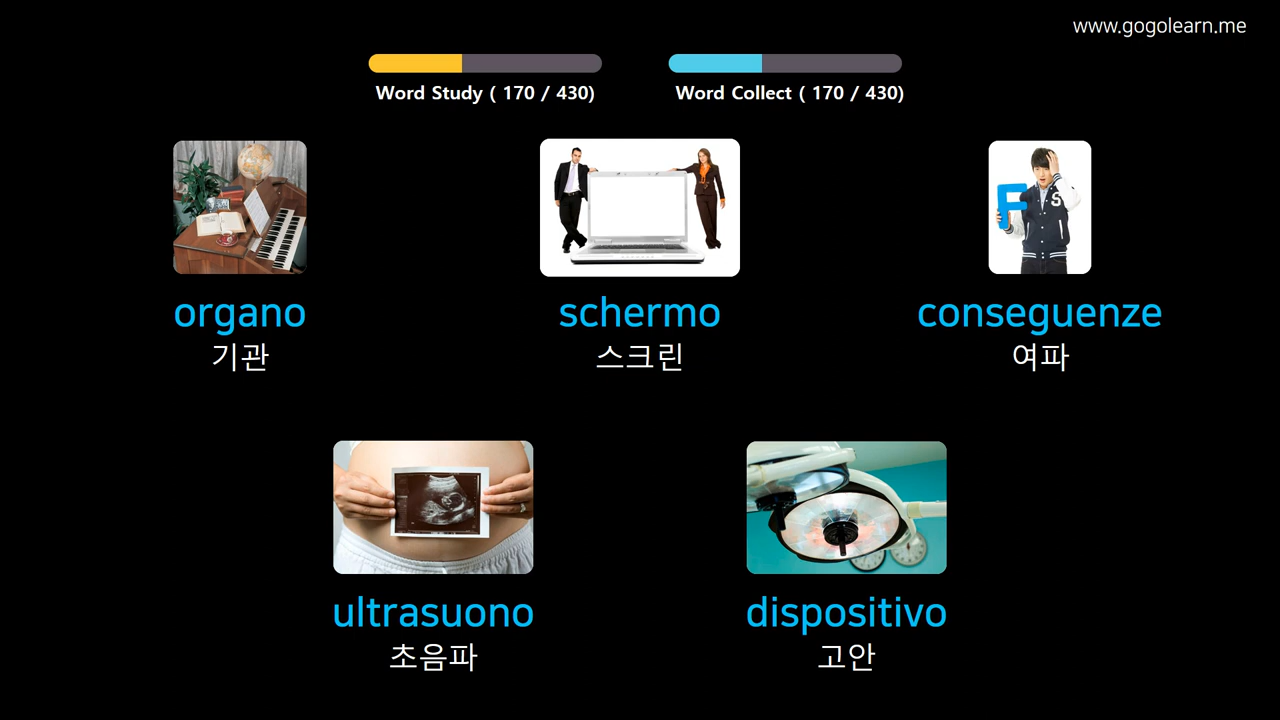 www.gogolearn.me
Word Study ( 170 / 430)
Word Collect ( 170 / 430)
F
S
organo
기관
schermo
스크린
conseguenze
여파
ultrasuono
초음파
dispositivo
고안